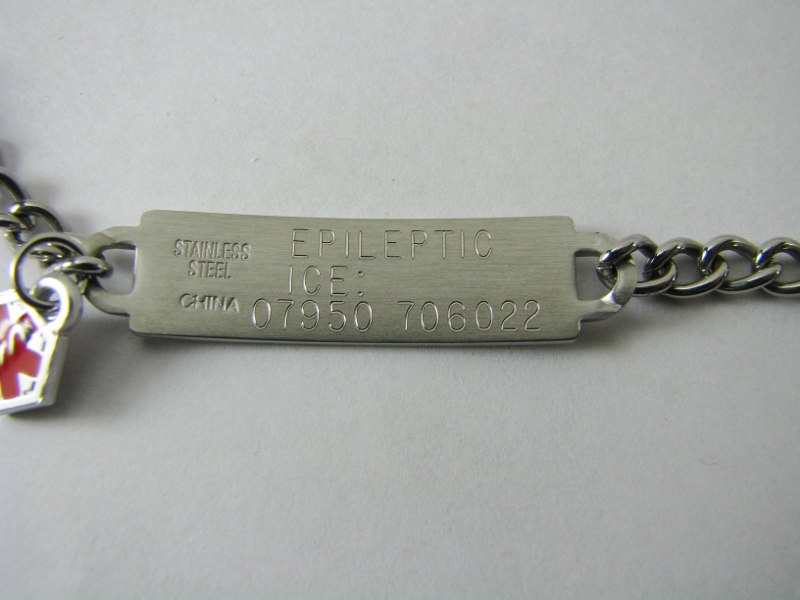 STAINLESS
STEEL
CHINA
EPILEPTIC
ICE:
07950 706022